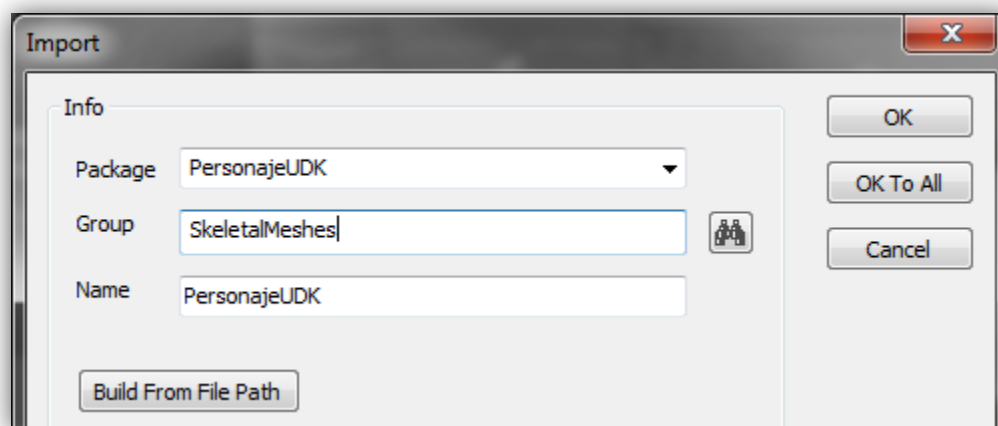 Import
Info
Package PersonajeUDK
Group SkeletalMeshes
Name PersonajeUDK
Build From File Path
OK
OK To All
Cancel